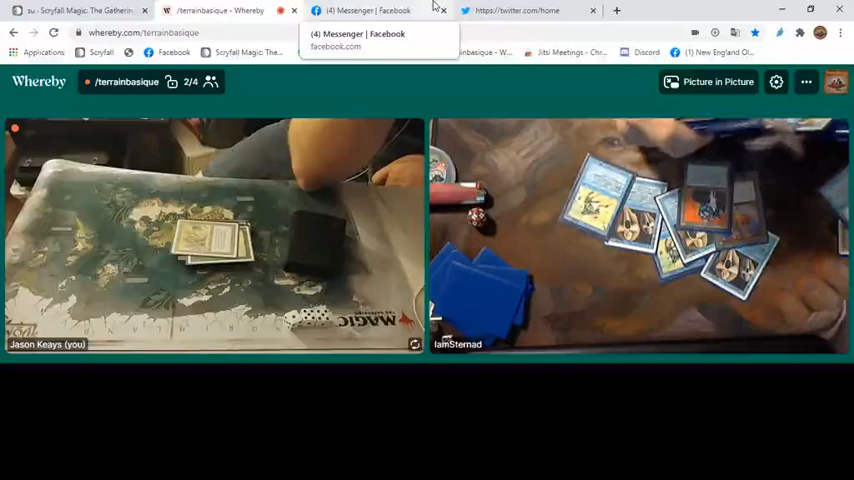 su · Scryfall Magic: The Gatherin
/terrainbasique - Whereby
(4) Messenger | Facebook
https://twitter.com/home
whereby.com/terrainbasique
Applications
Scryfall
Facebook
Scryfall Magic: The...
(4) Messenger | Facebook
facebook.com
Jitsi Meetings - Chr...
Discord
(1) New England Ol...
Whereby
/terrainbasique
2/4
Picture in Picture
MAGIC
Jason Keays (you)
IamSternad